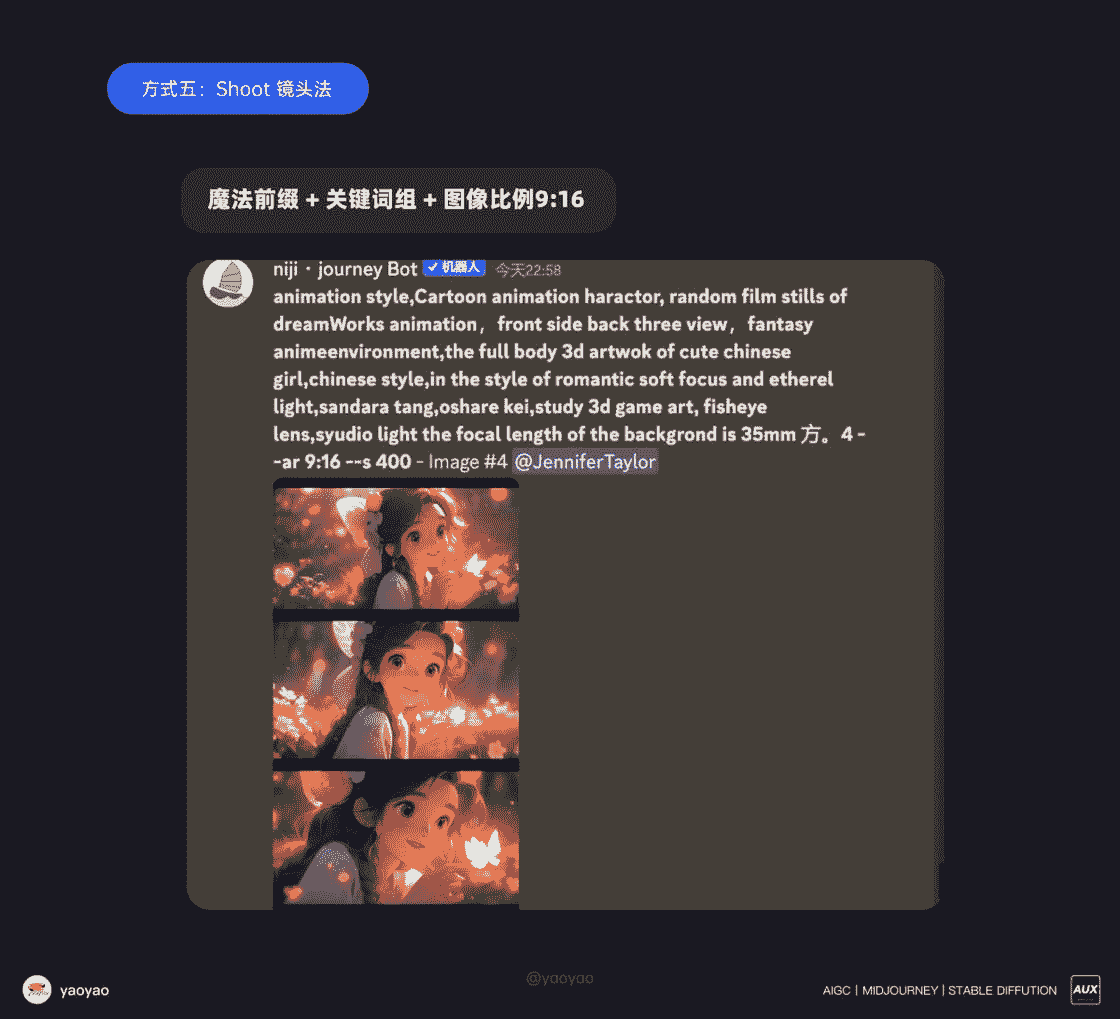 方式五：Shoot 镜头法
魔法前缀 + 关键词组 + 图像比例9:16
niji · journey Bot ✓ 机器人 今天22:58
animation style,Cartoon animation haractor, random film stills of
dreamWorks animation，front side back three view，fantasy
animeenvironment,the full body 3d artwok of cute chinese
girl,chinese style,in the style of romantic soft focus and etherel
light,sandara tang,oshare kei,study 3d game art, fisheye
lens,syudio light the focal length of the backgrond is 35mm 方。4 -
-ar 9:16 --s 400 - Image #4 @JenniferTaylor
@yaoyao
yaoyao
AIGC | MIDJOURNEY | STABLE DIFFUTION
AUX